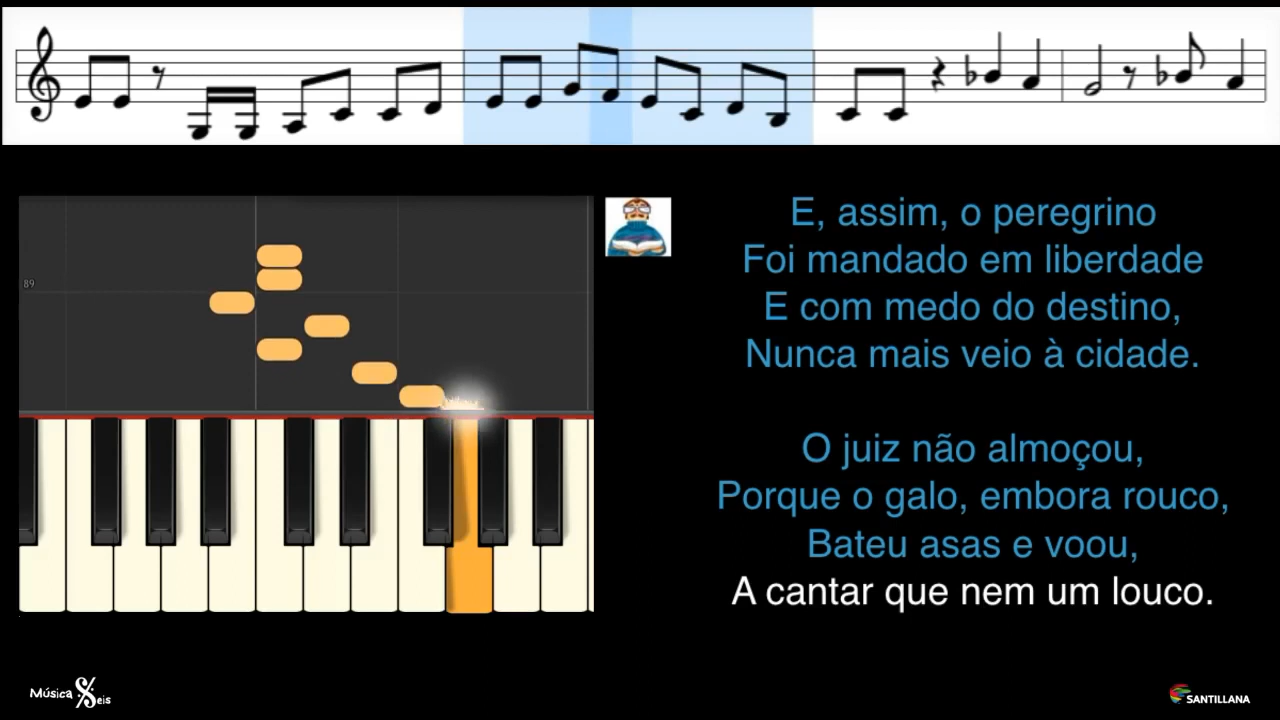 89
E, assim, o peregrino
Foi mandado em liberdade
E com medo do destino,
Nunca mais veio à cidade.
O juiz não almoçou,
Porque o galo, embora rouco,
Bateu asas e voou,
A cantar que nem um louco.
Música Seis
SANTILLANA